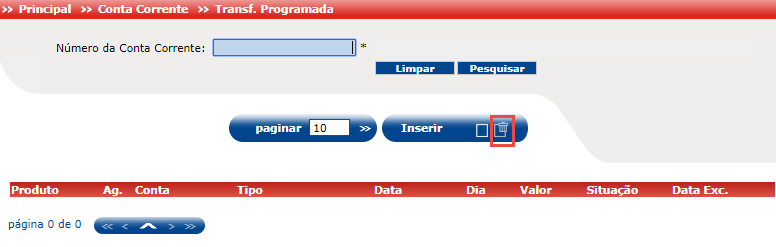 >> Principal >> Conta Corrente >> Transf. Programada
Número da Conta Corrente: *
Limpar Pesquisar
paginar 10 >> Inserir
Produto Ag. Conta Tipo Data Dia Valor Situação Data Exc.
página 0 de 0 << < > >>